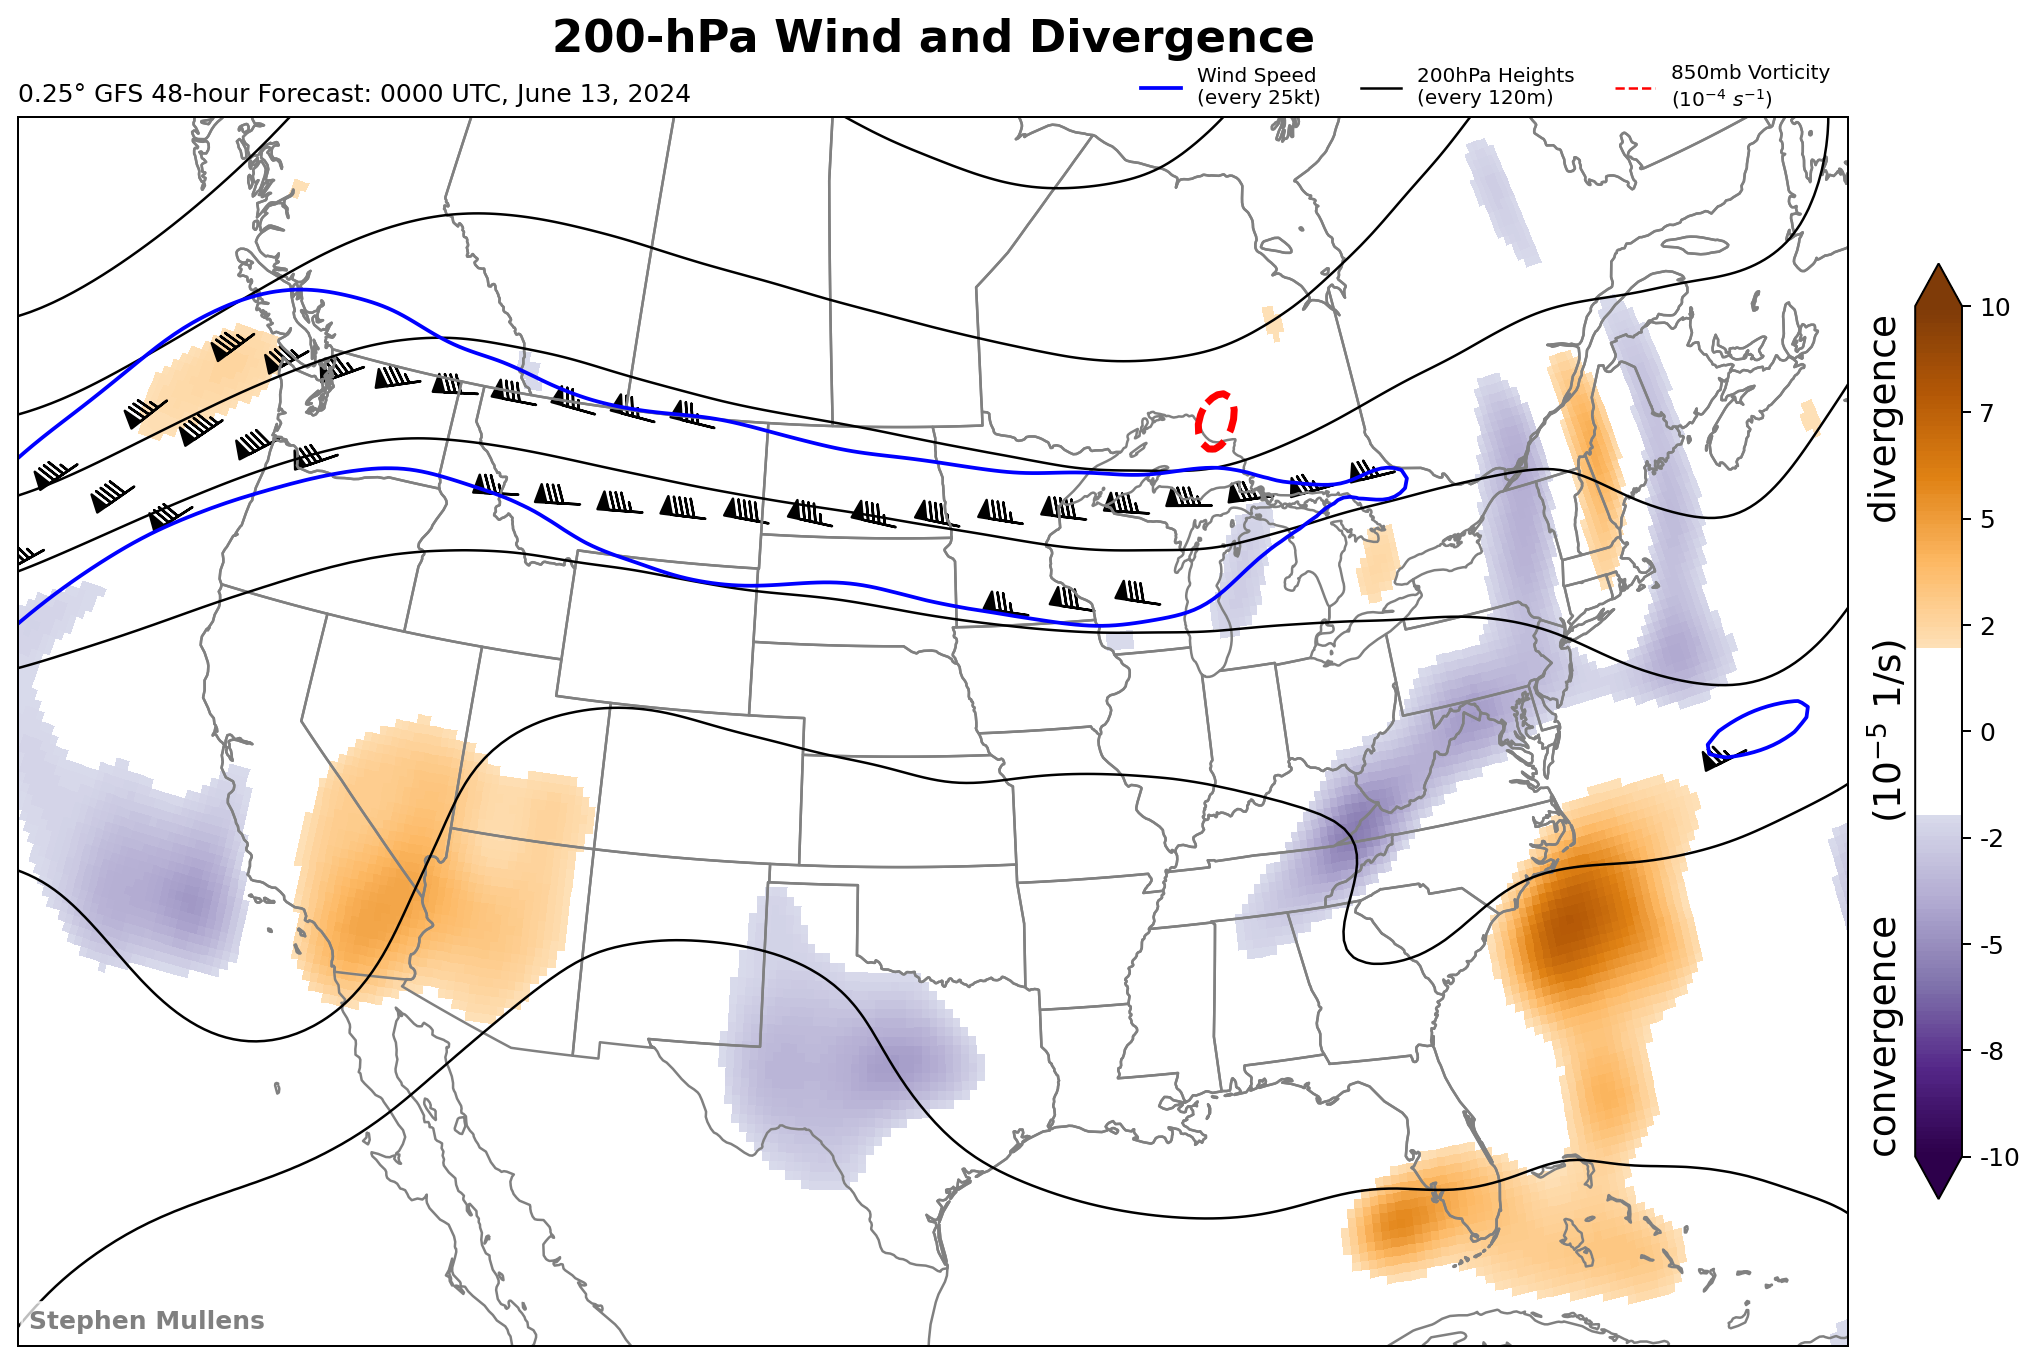 200-hPa Wind and Divergence
0.25° GFS 48-hour Forecast: 0000 UTC, June 13, 2024
Wind Speed
(every 25kt)
200hPa Heights
(every 120m)
850mb Vorticity
(10⁻⁴ s⁻¹)
10
7
5
2
0
-2
-5
-8
-10
convergence (10⁻⁵ 1/s) divergence
Stephen Mullens